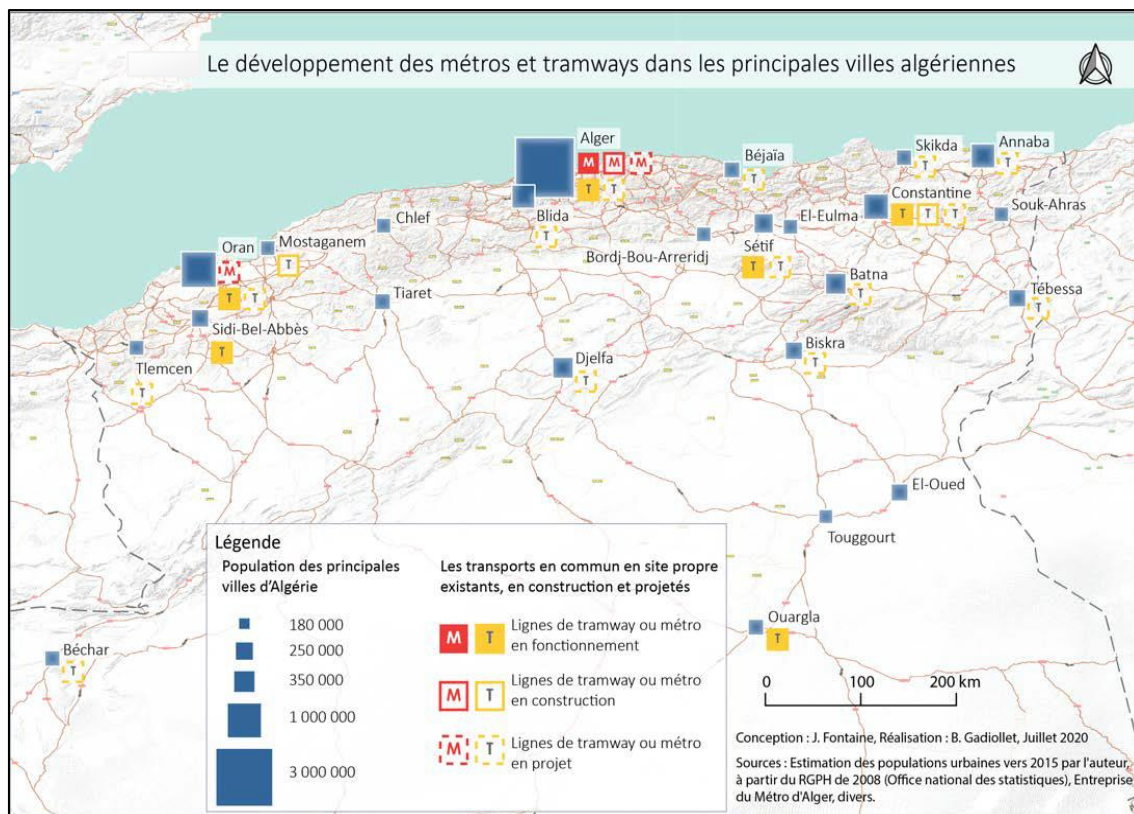 Le développement des métros et tramways dans les principales villes algériennes
Alger
M M M
T T
Béjaïa
T
Skikda
T
Annaba
T
Blida
T
Chlef
Constantine
T T T
Souk-Ahras
El-Eulma
Bordj-Bou-Arreridj
Sétif
T T
Mostaganem
T
Oran
M
T T
Batna
T
Tébessa
T
Tiaret
Sidi-Bel-Abbès
T
Tlemcen
T
Djelfa
T
Biskra
T
El-Oued
Touggourt
Ouargla
T
Béchar
T
Légende
Population des principales
villes d'Algérie
180 000
250 000
350 000
1 000 000
3 000 000
Les transports en commun en site propre
existants, en construction et projetés
M T Lignes de tramway ou métro
en fonctionnement
M T Lignes de tramway ou métro
en construction
M T Lignes de tramway ou métro
en projet
0 100 200 km
Conception : J. Fontaine, Réalisation : B. Gadiollet, Juillet 2020
Sources : Estimation des populations urbaines vers 2015 par l'auteur,
à partir du RGPH de 2008 (Office national des statistiques), Entreprise
du Métro d'Alger, divers.